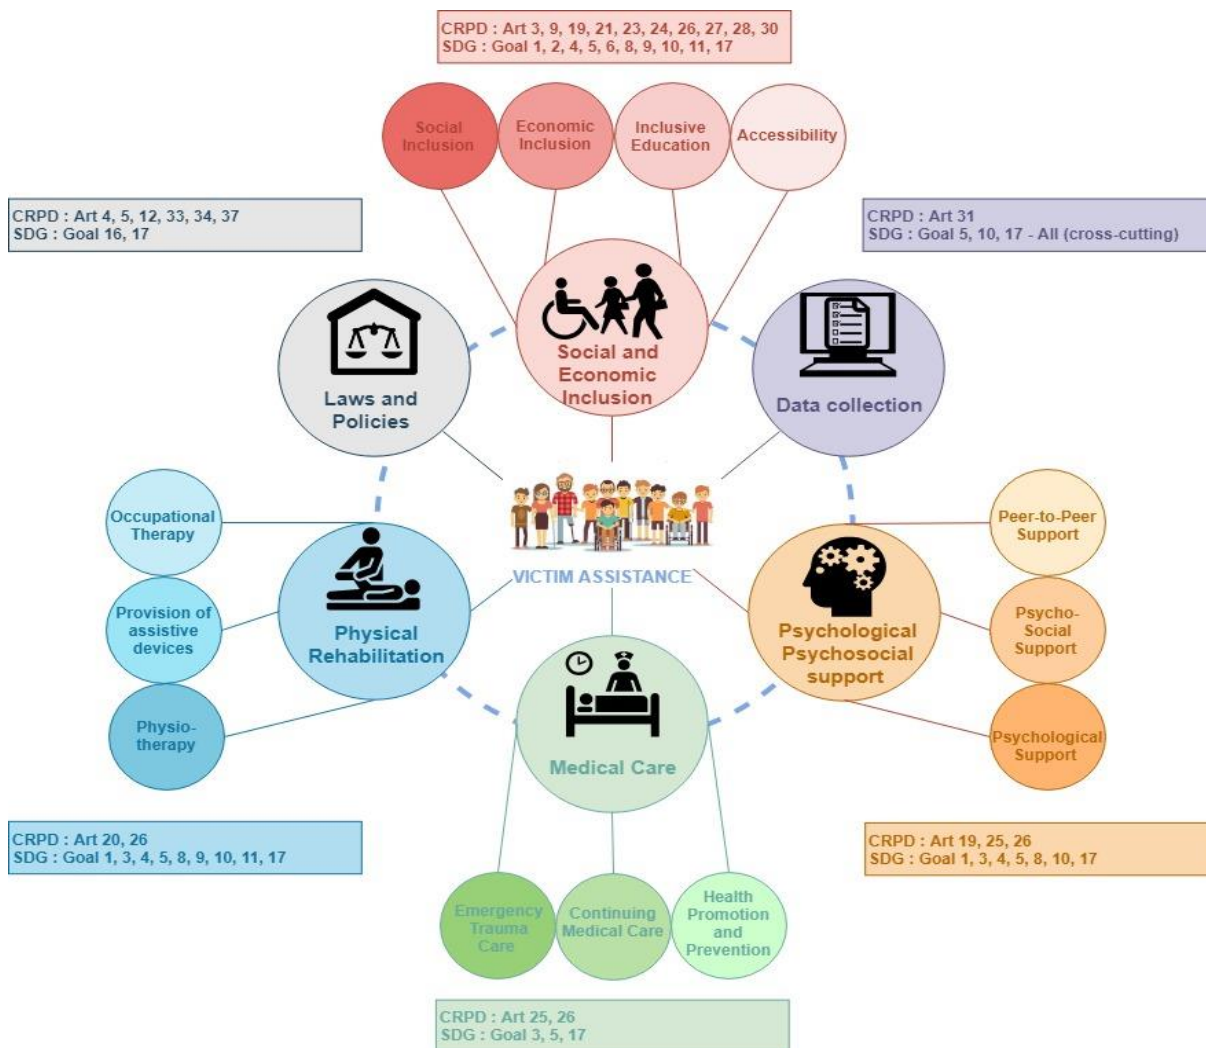 CRPD : Art 3, 9, 19, 21, 23, 24, 26, 27, 28, 30
SDG : Goal 1, 2, 4, 5, 6, 8, 9, 10, 11, 17
Social
Inclusion
Economic
Inclusion
Inclusive
Education
Accessibility
CRPD : Art 4, 5, 12, 33, 34, 37
SDG : Goal 16, 17
CRPD : Art 31
SDG : Goal 5, 10, 17 - All (cross-cutting)
Social and
Economic
Inclusion
Laws and
Policies
Data collection
Occupational
Therapy
Provision of
assistive
devices
Physio-
therapy
Physical
Rehabilitation
VICTIM ASSISTANCE
Psychological
Psychosocial
support
Peer-to-Peer
Support
Psycho-
Social
Support
Psychological
Support
Medical Care
CRPD : Art 20, 26
SDG : Goal 1, 3, 4, 5, 8, 9, 10, 11, 17
CRPD : Art 19, 25, 26
SDG : Goal 1, 3, 4, 5, 8, 10, 17
Emergency
Trauma
Care
Continuing
Medical Care
Health
Promotion
and
Prevention
CRPD : Art 25, 26
SDG : Goal 3, 5, 17